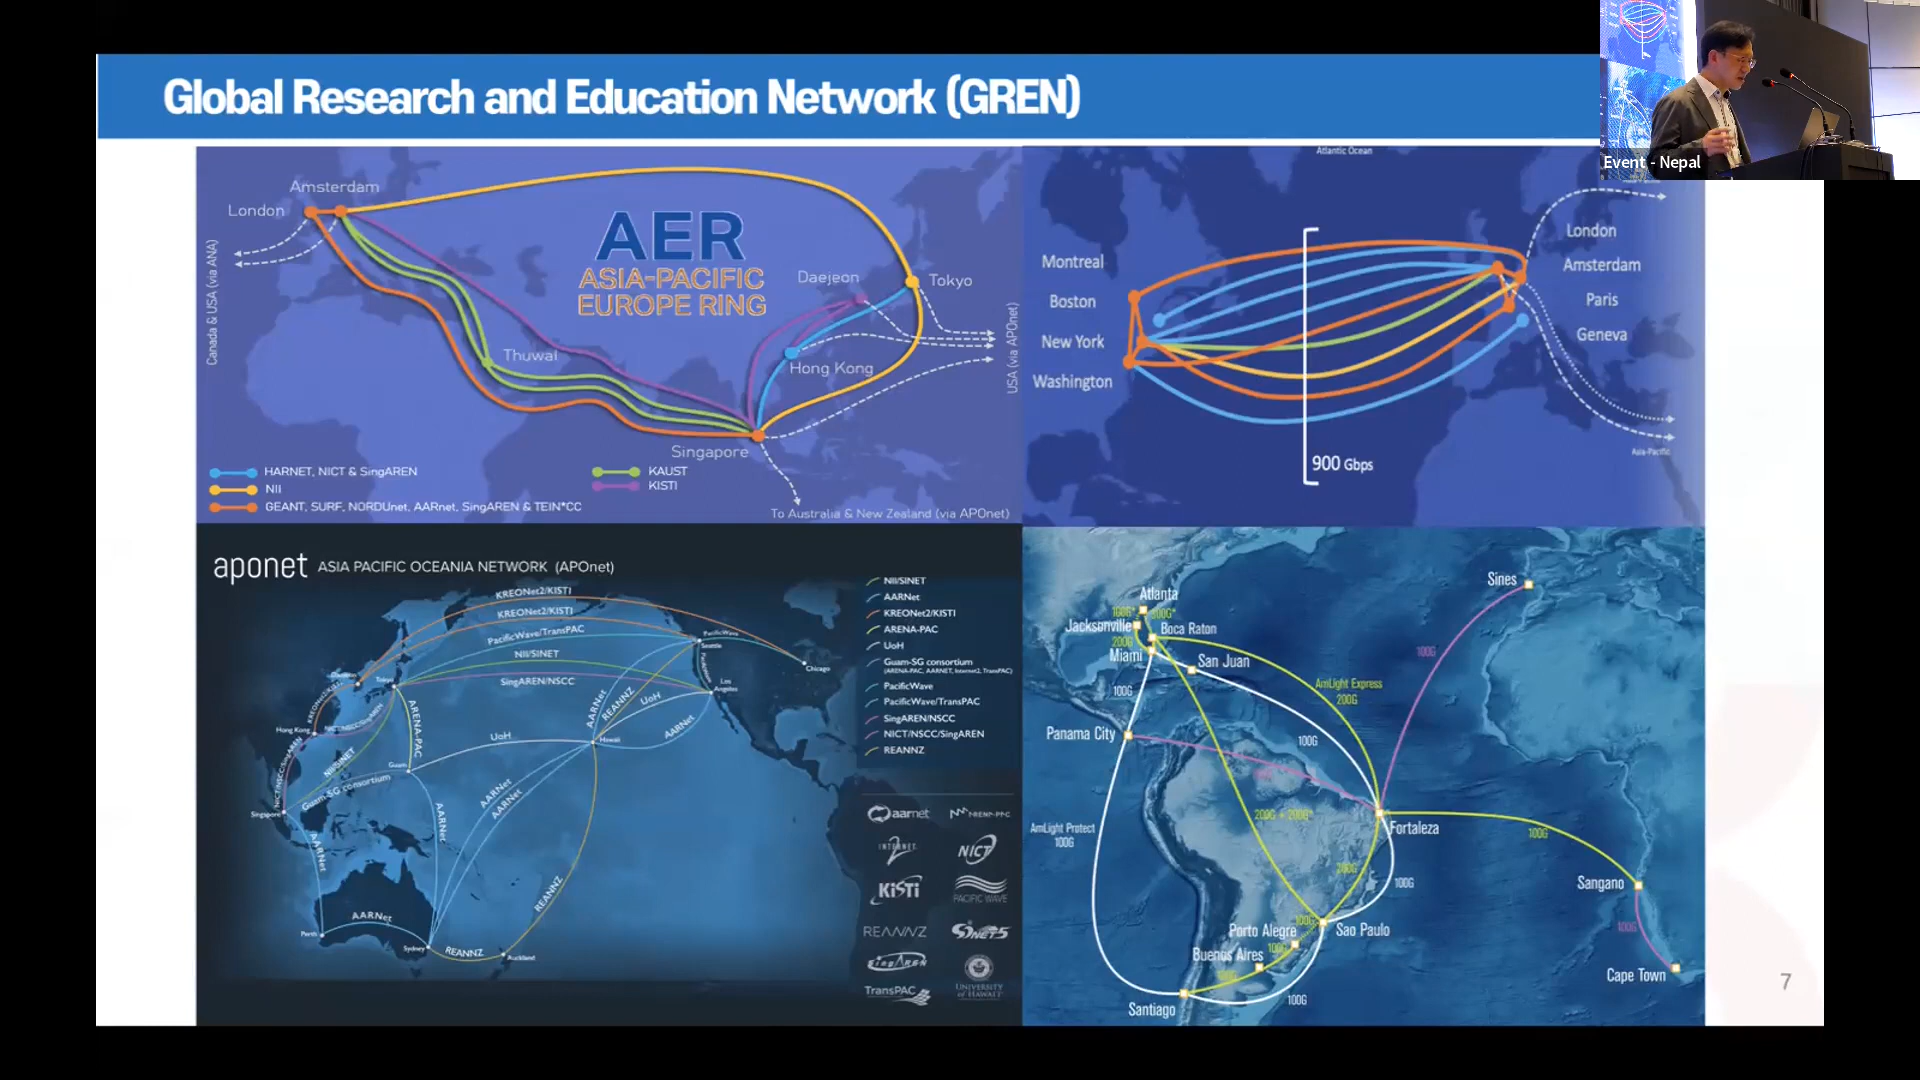 Global Research and Education Network (GREN)
Event - Nepal
Amsterdam
London
Canada & USA (via ANA)
AER
ASIA-PACIFIC
EUROPE RING
Daejeon
Tokyo
Thuwal
Hong Kong
USA (via APOnet)
Singapore
HARNET, NICT & SingAREN
NII
GEANT, SURF, NORDUnet, AARnet, SingAREN & TEIN*CC
KAUST
KISTI
To Australia & New Zealand (via APOnet)
Atlantic Ocean
Montreal
Boston
New York
Washington
London
Amsterdam
Paris
Geneva
900 Gbps
Asia-Pacific
aponet ASIA PACIFIC OCEANIA NETWORK (APOnet)
KREONet2/KISTI
KREONet2/KISTI
PacificWave/TransPAC
NII/SINET
SingAREN/NSCC
PacificWave
Seattle
Chicago
Los Angeles
Tokyo
Hong Kong
ARENA-PAC
NII/SINET
AARNet
REANNZ
UoH
AARNet
UoH
Hawaii
Guam
Guam-SG consortium
Singapore
AARNet
AARNet
AARNet
AARNet
AARNet
REANNZ
Perth
Sydney
REANNZ
Auckland
NII/SINET
AARNet
KREONet2/KISTI
ARENA-PAC
UoH
Guam-SG consortium
(ARENA-PAC, AARNET, Internet2, TransPAC)
PacificWave
PacificWave/TransPAC
SingAREN/NSCC
NICT/NSCC/SingAREN
REANNZ
aarnet
INTERNET 2
NICT
KiSTi
PACIFIC WAVE
REANNZ
SINET5
SingAREN
TransPAC
UNIVERSITY
of HAWAI'I
Atlanta
Jacksonville
200G
Boca Raton
Miami
San Juan
100G
Panama City
AmLight Express
200G
100G
100G
Sines
AmLight Protect
100G
200G + 200G*
Fortaleza
100G
200G
100G
Sangano
100G
Cape Town
100G
Sao Paulo
Porto Alegre
100G
Buenos Aires
100G
Santiago
7